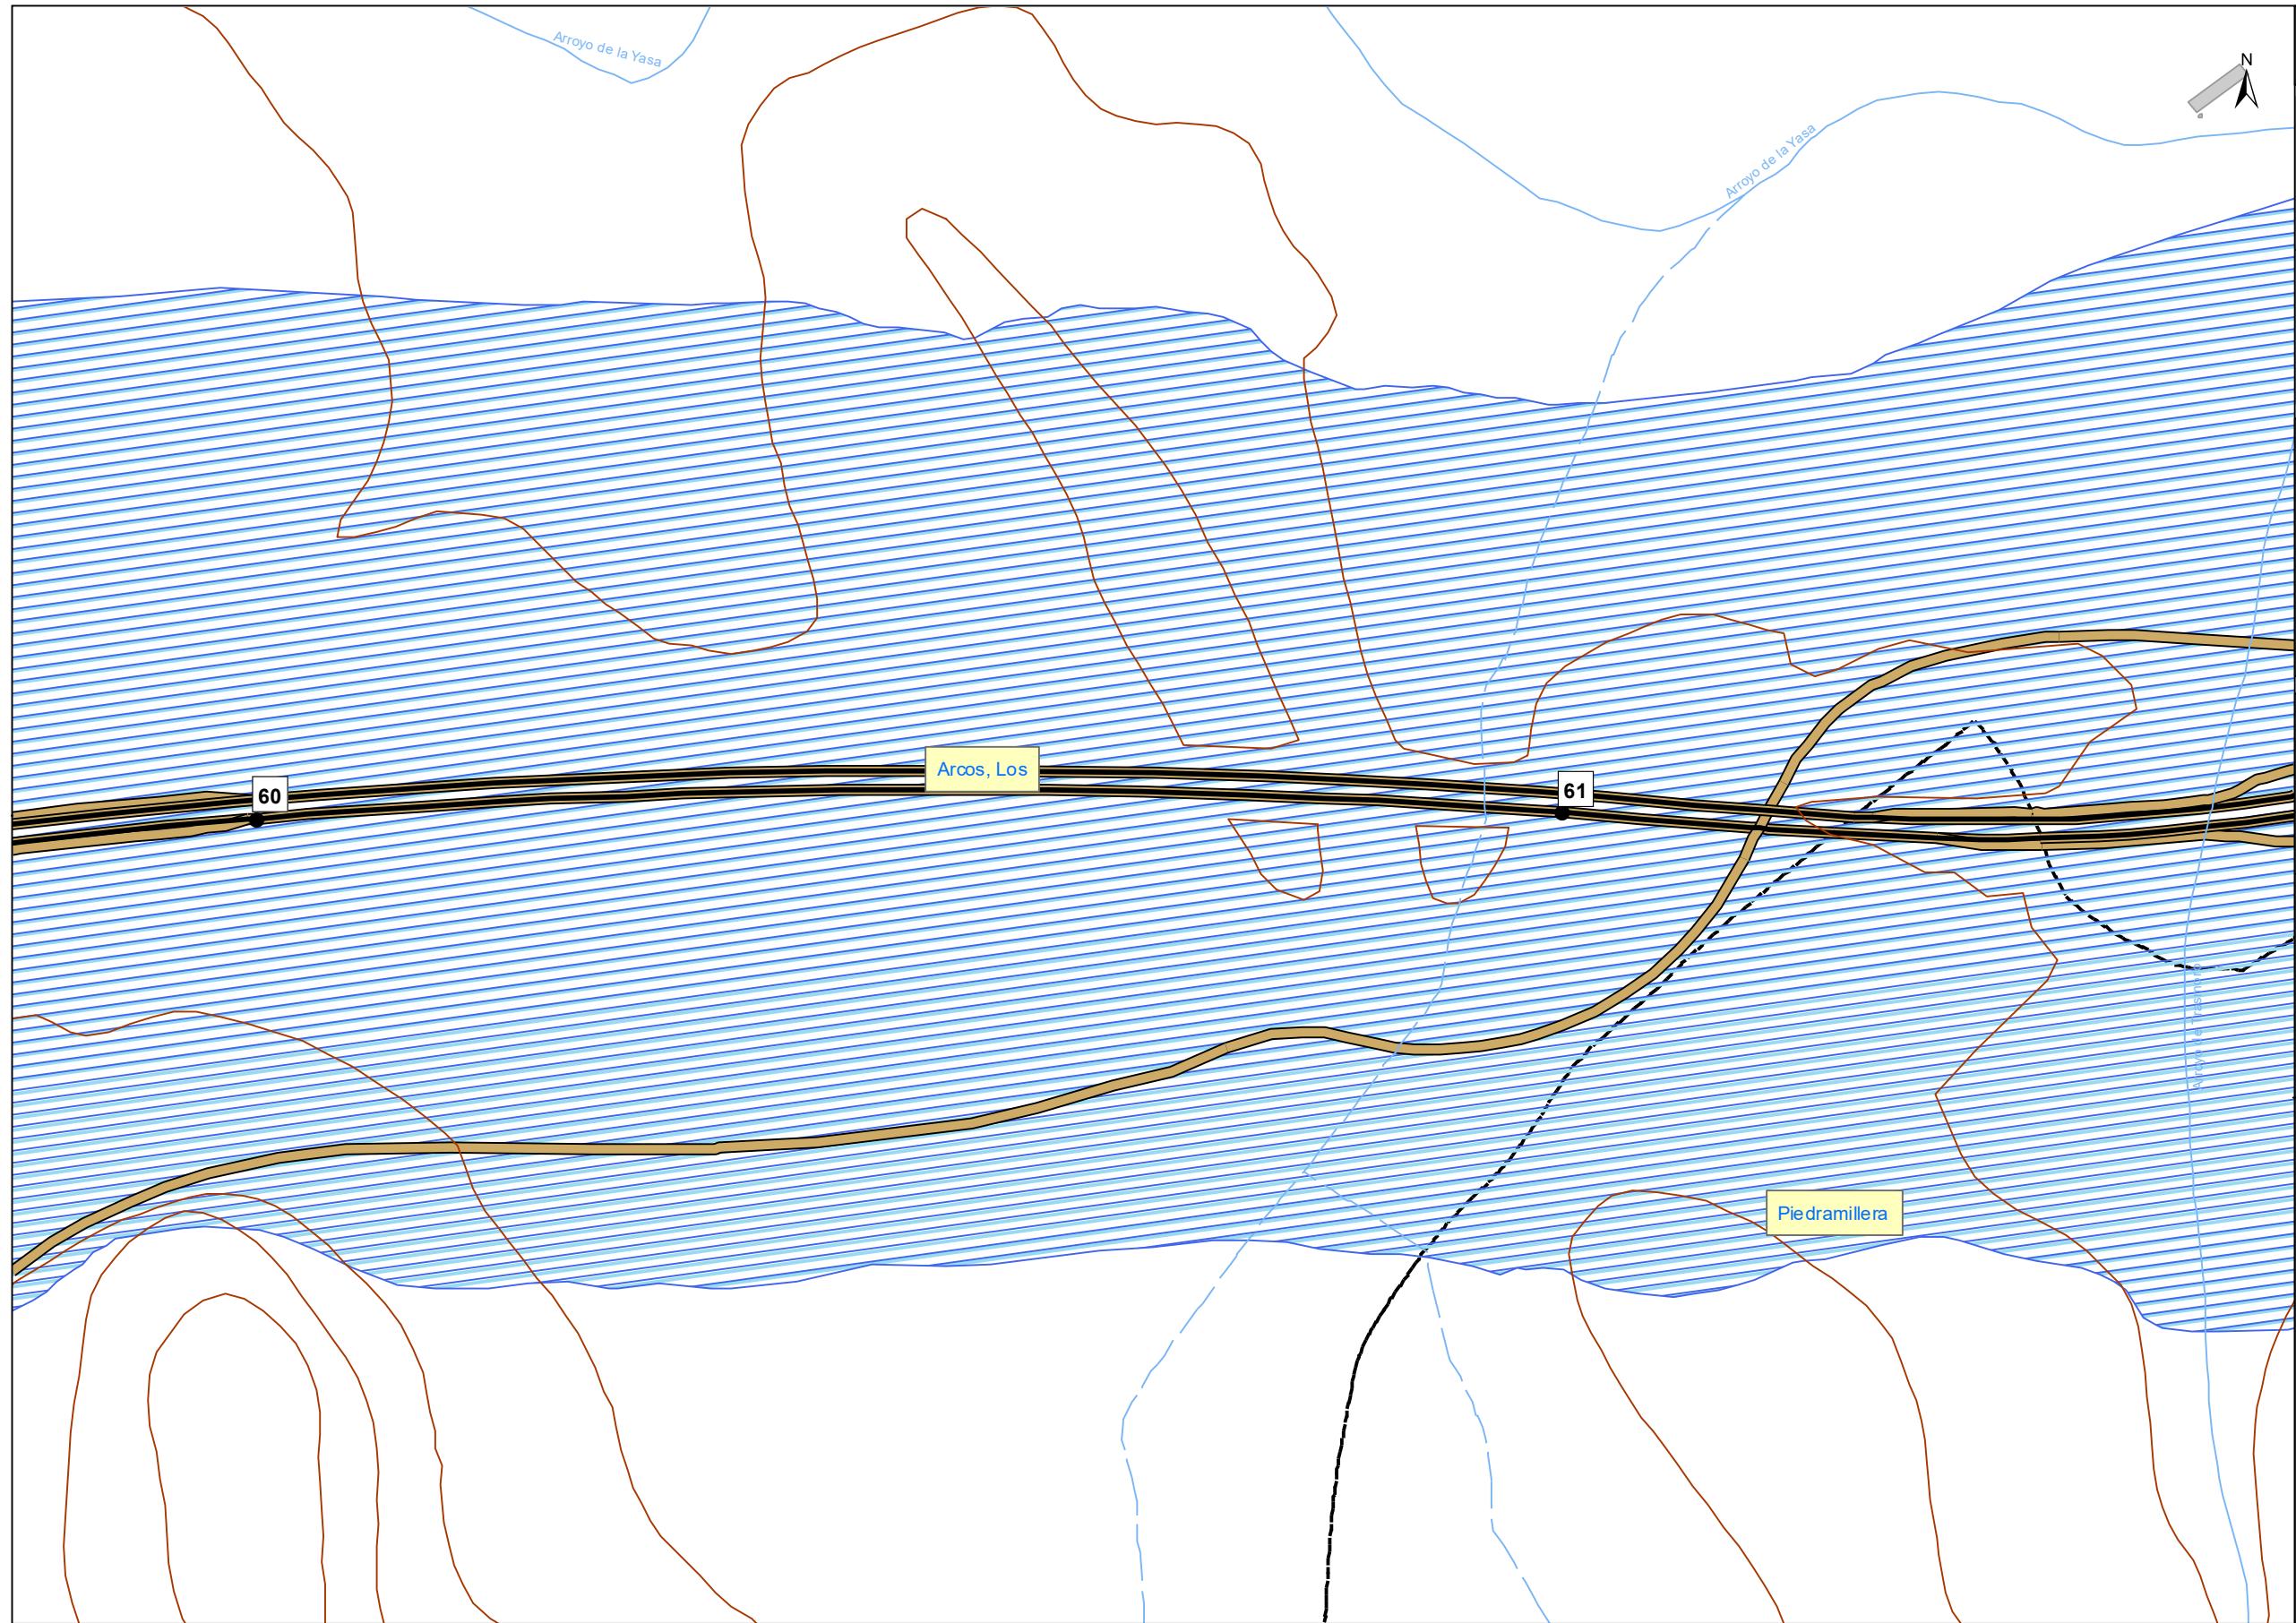 Arroyo de la Yasa
N
Arroyo de la Yasa
Arcos, Los
60
61
Piedramillera